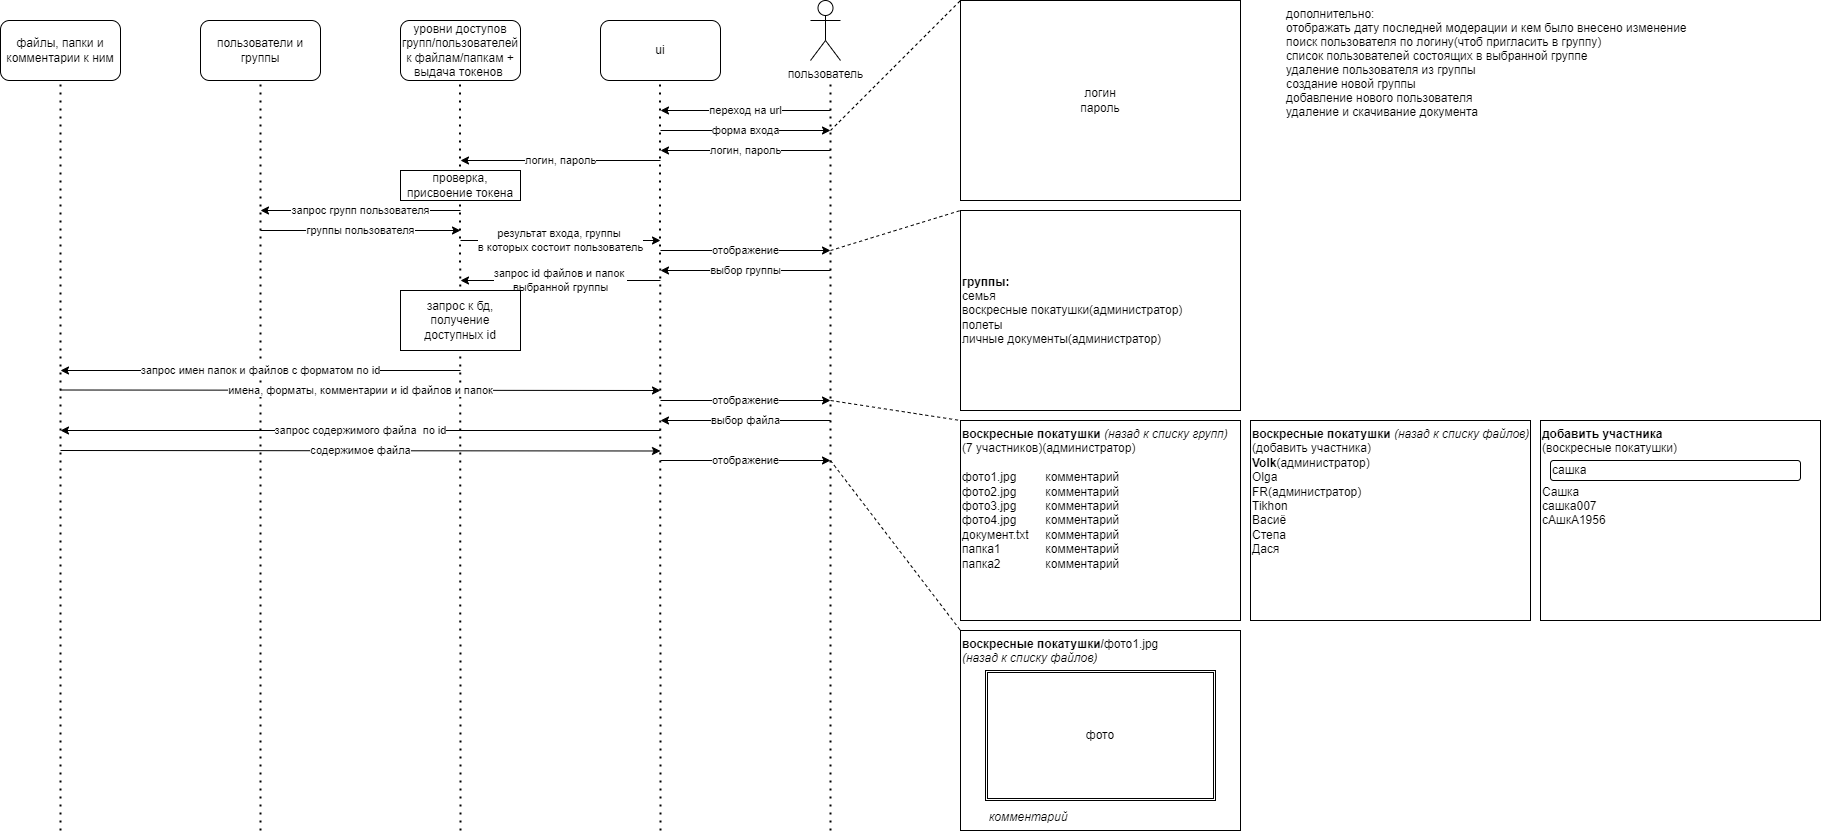 файлы, папки и
комментарии к ним
пользователи и
группы
уровни доступов
групп/пользователей
к файлам/папкам +
выдача токенов
ui
пользователь
переход на url
форма входа
логин, пароль
логин, пароль
проверка,
присвоение токена
запрос групп пользователя
группы пользователя
результат входа, группы
в которых состоит пользователь
отображение
выбор группы
запрос id файлов и папок
выбранной группы
запрос к бд,
получение
доступных id
запрос имен папок и файлов с форматом по id
имена, форматы, комментарии и id файлов и папок
отображение
выбор файла
запрос содержимого файла по id
содержимое файла
отображение
логин
пароль
дополнительно:
отображать дату последней модерации и кем было внесено изменение
поиск пользователя по логину(чтоб пригласить в группу)
список пользователей состоящих в выбранной группе
удаление пользователя из группы
создание новой группы
добавление нового пользователя
удаление и скачивание документа
группы:
семья
воскресные покатушки(администратор)
полеты
личные документы(администратор)
воскресные покатушки (назад к списку групп)
(7 участников)(администратор)
фото1.jpg комментарий
фото2.jpg комментарий
фото3.jpg комментарий
фото4.jpg комментарий
документ.txt комментарий
папка1 комментарий
папка2 комментарий
воскресные покатушки (назад к списку файлов)
(добавить участника)
Volk(администратор)
Olga
FR(администратор)
Tikhon
Васиё
Степа
Дася
добавить участника
(воскресные покатушки)
сашка
Сашка
сашка007
сАшкА1956
воскресные покатушки/фото1.jpg
(назад к списку файлов)
фото
комментарий